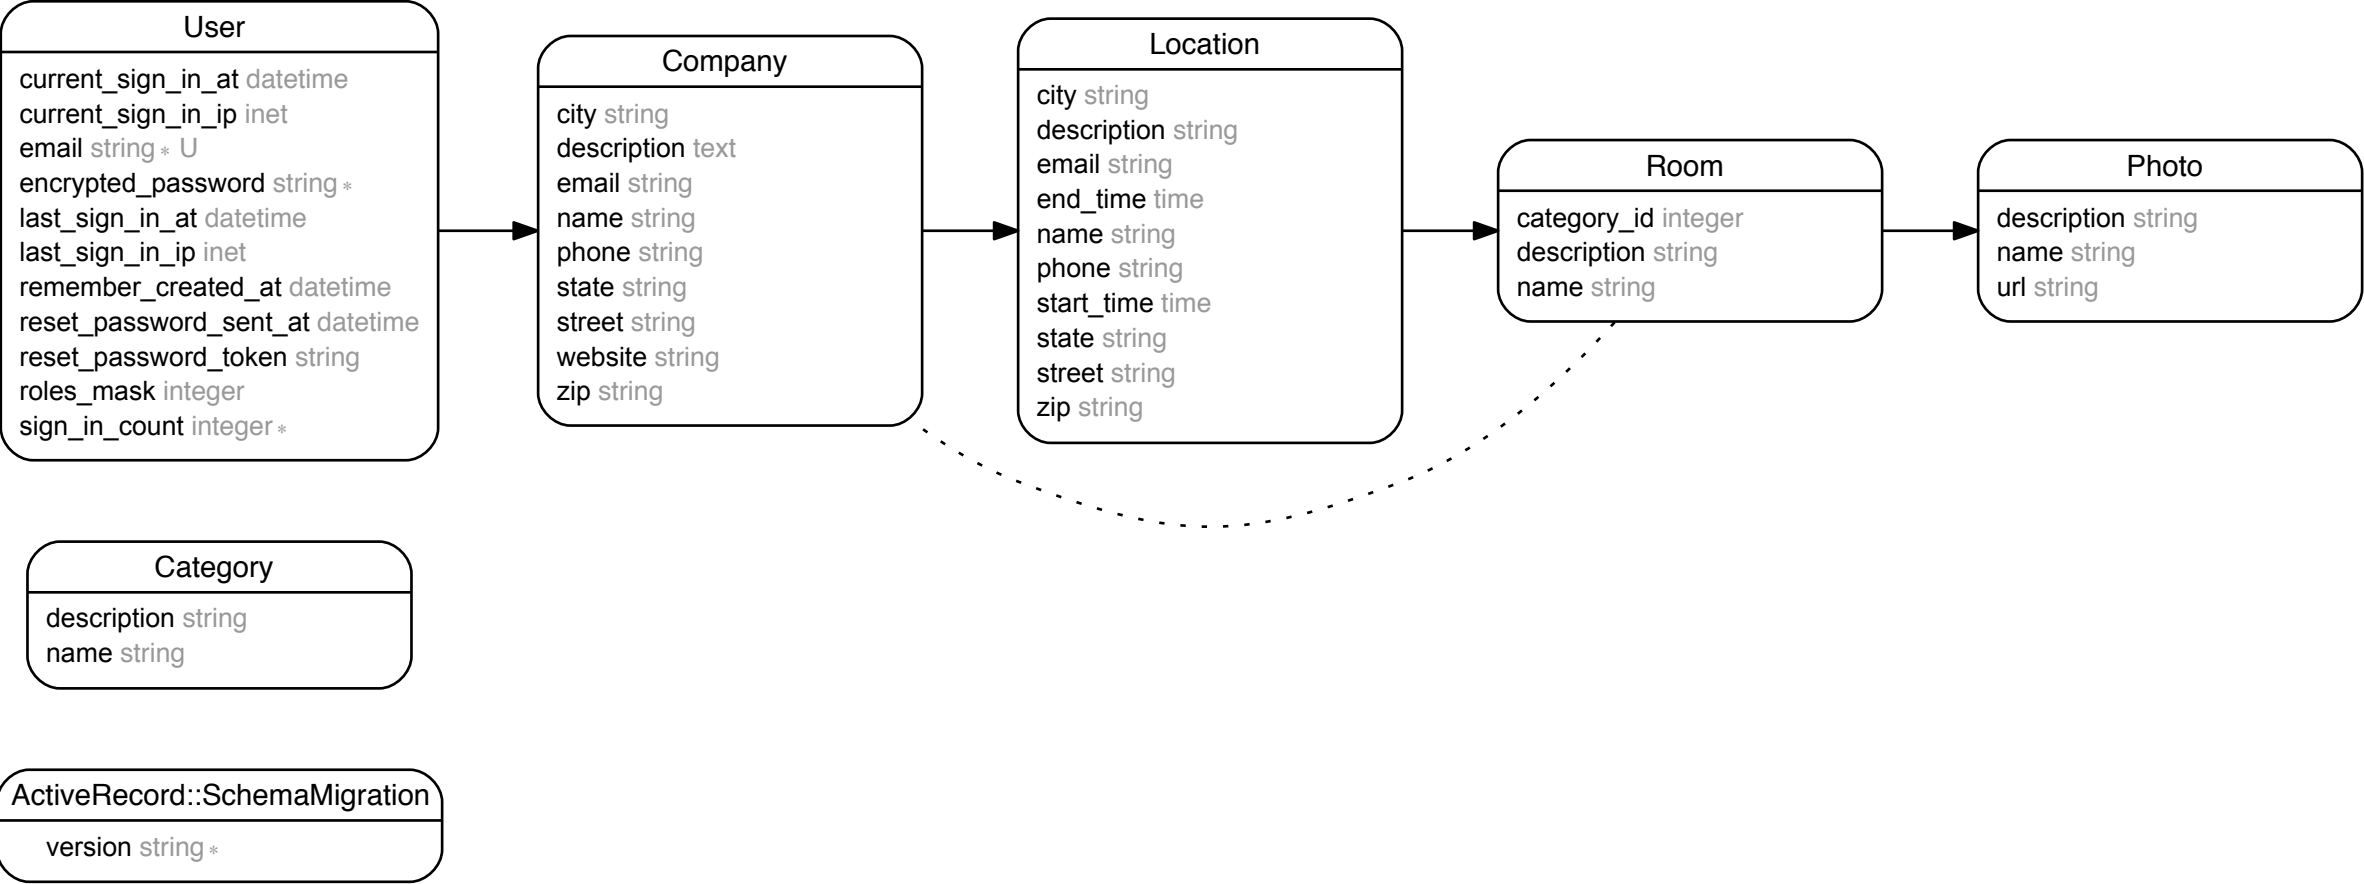 User
current_sign_in_at datetime
current_sign_in_ip inet
email string * U
encrypted_password string *
last_sign_in_at datetime
last_sign_in_ip inet
remember_created_at datetime
reset_password_sent_at datetime
reset_password_token string
roles_mask integer
sign_in_count integer *
Company
city string
description text
email string
name string
phone string
state string
street string
website string
zip string
Location
city string
description string
email string
end_time time
name string
phone string
start_time time
state string
street string
zip string
Room
category_id integer
description string
name string
Photo
description string
name string
url string
Category
description string
name string
ActiveRecord::SchemaMigration
version string *